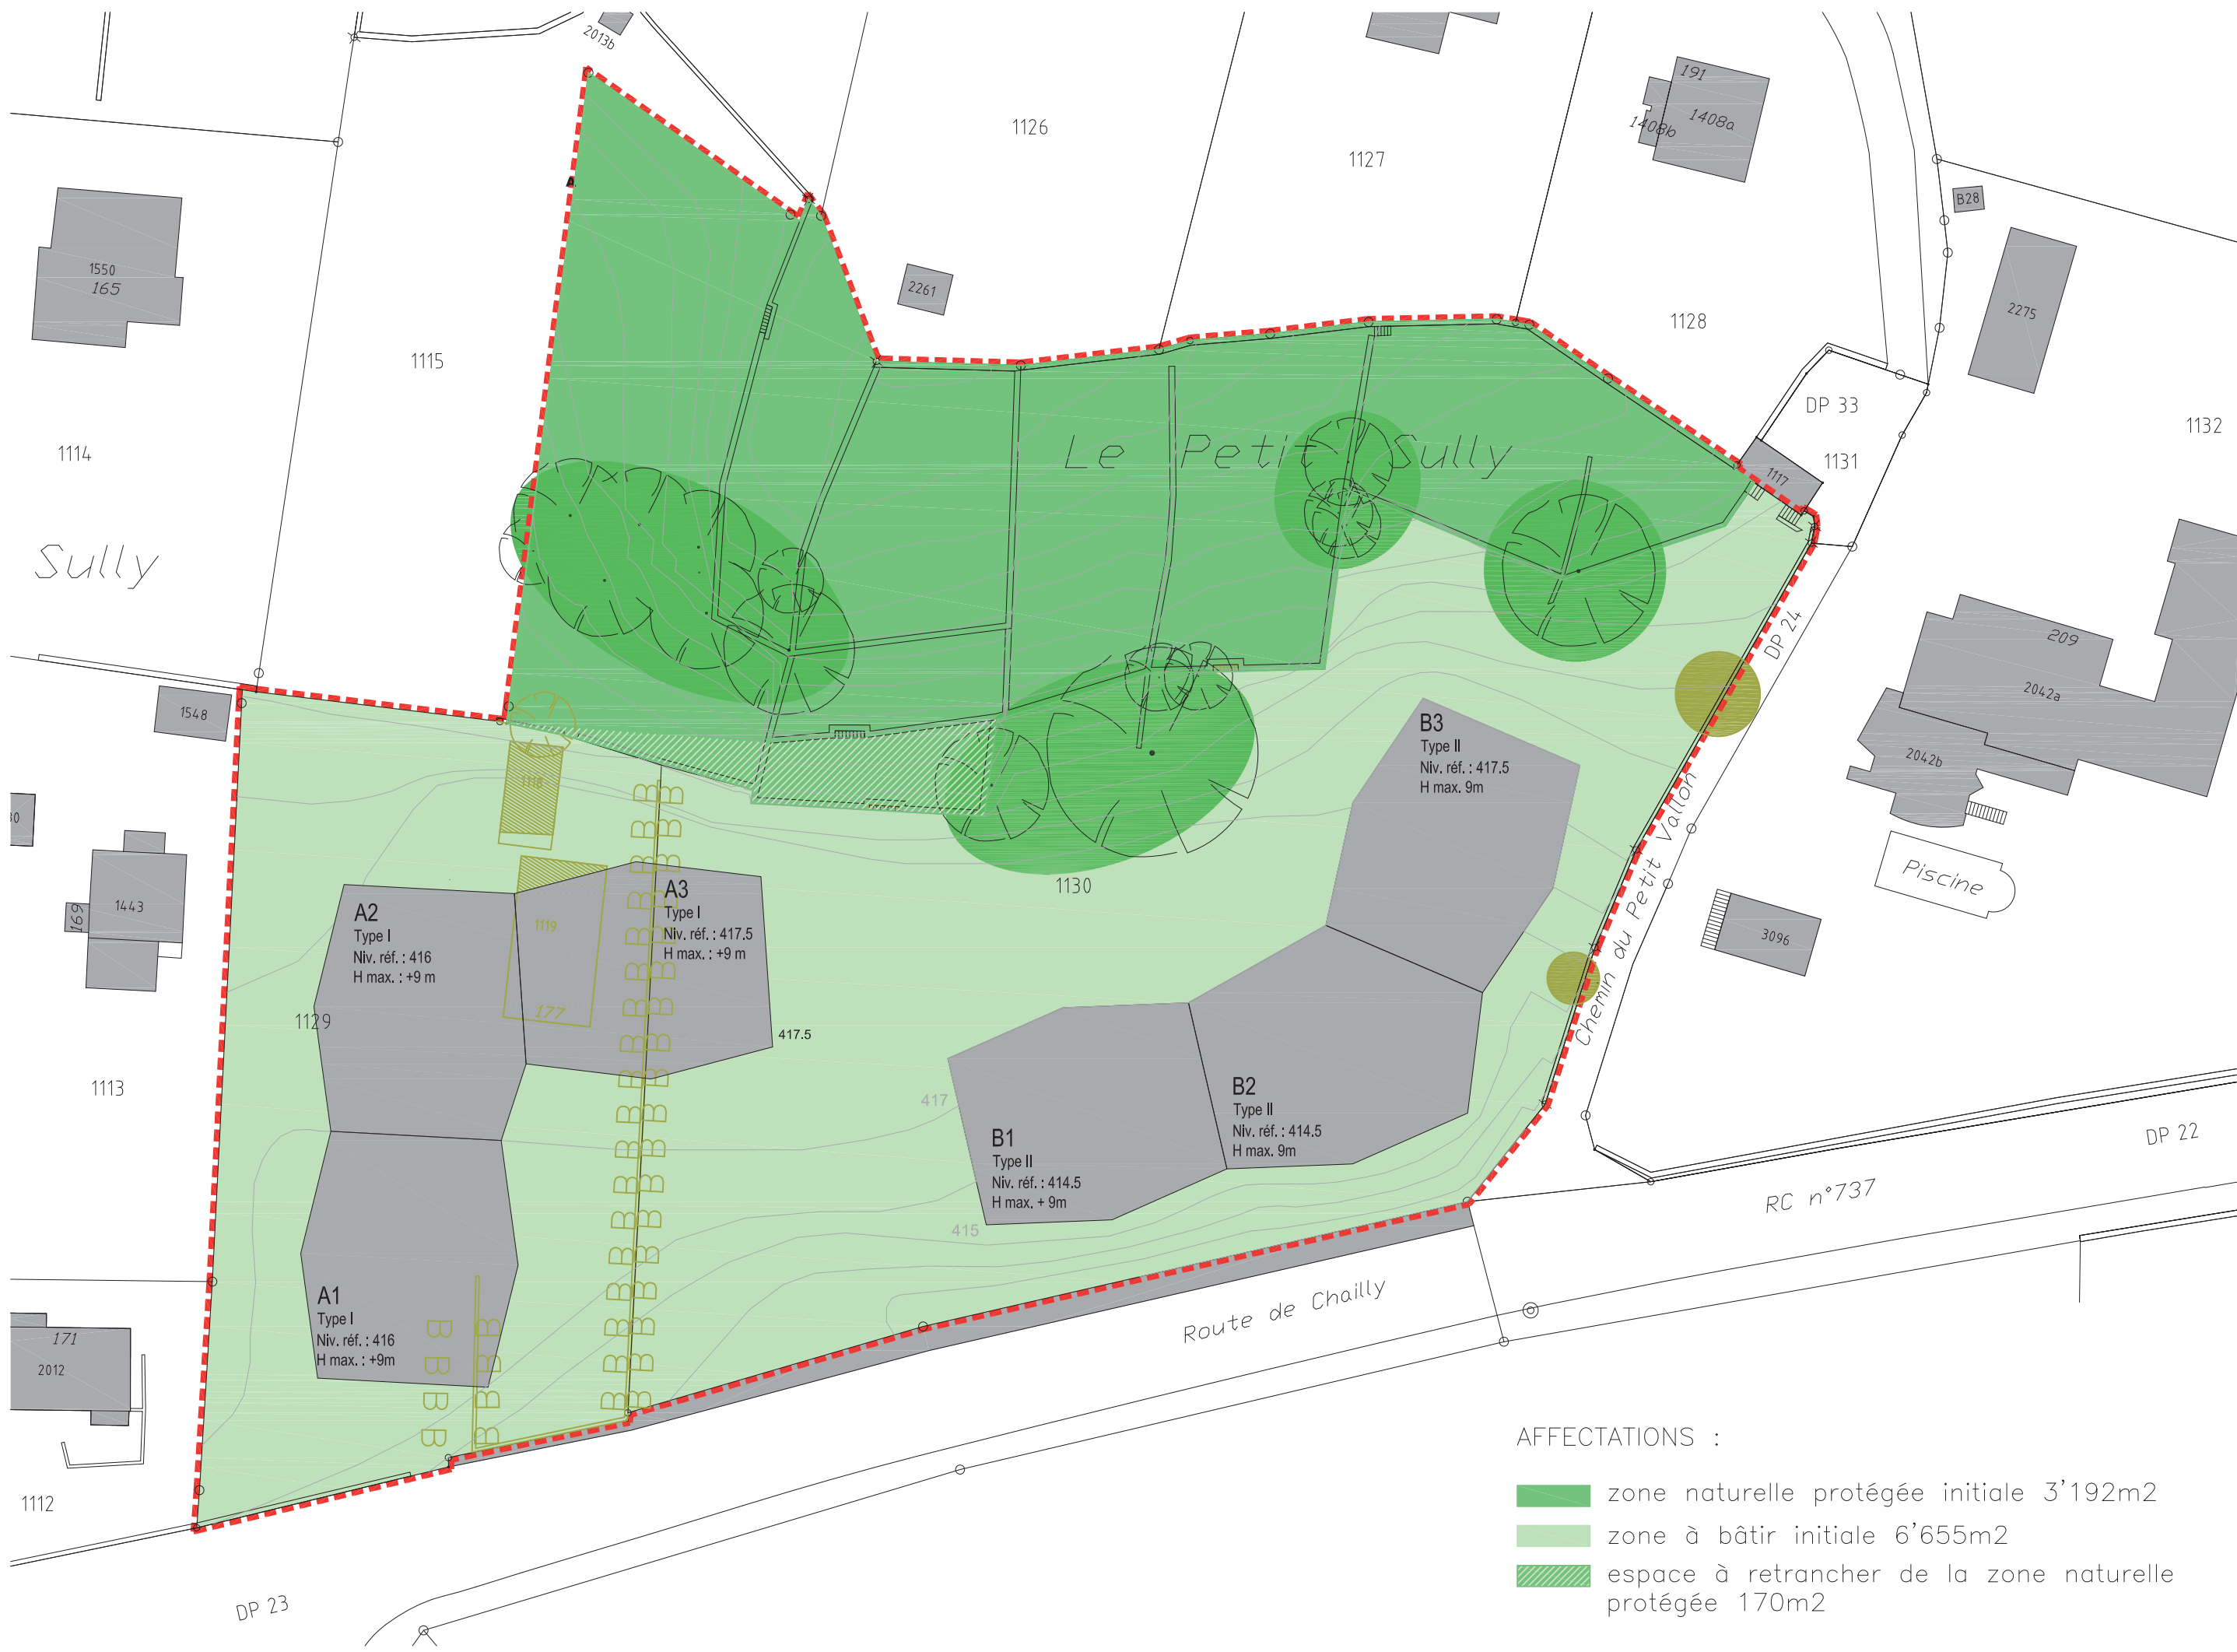 2013b
1126
1127
191
1408a
1408b
B28
1550
165
A
2261
2275
1115
1128
DP 33
1132
1114
Le Petit Sully
1131
1117
Sully
DP 24
209
2042a
1548
2042b
1118
B3
Type II
Niv. réf. : 417.5
H max. 9m
Chemin du Petit Vallon
Piscine
1443
169
A2
Type I
Niv. réf. : 416
H max. : +9 m
1119
177
A3
Type I
Niv. réf. : 417.5
H max. : +9 m
1130
3096
1129
417.5
1113
417
B2
Type II
Niv. réf. : 414.5
H max. 9m
B1
Type II
Niv. réf. : 414.5
H max. + 9m
415
DP 22
RC n°737
A1
Type I
Niv. réf. : 416
H max. : +9m
171
2012
B B B B
B B B B
B B B B B B B B B B B B B B B B B
B B B B B B B B B B B B B B B B B
Route de Chailly
1112
DP 23
AFFECTATIONS :
zone naturelle protégée initiale 3'192m2
zone à bâtir initiale 6'655m2
espace à retrancher de la zone naturelle
protégée 170m2